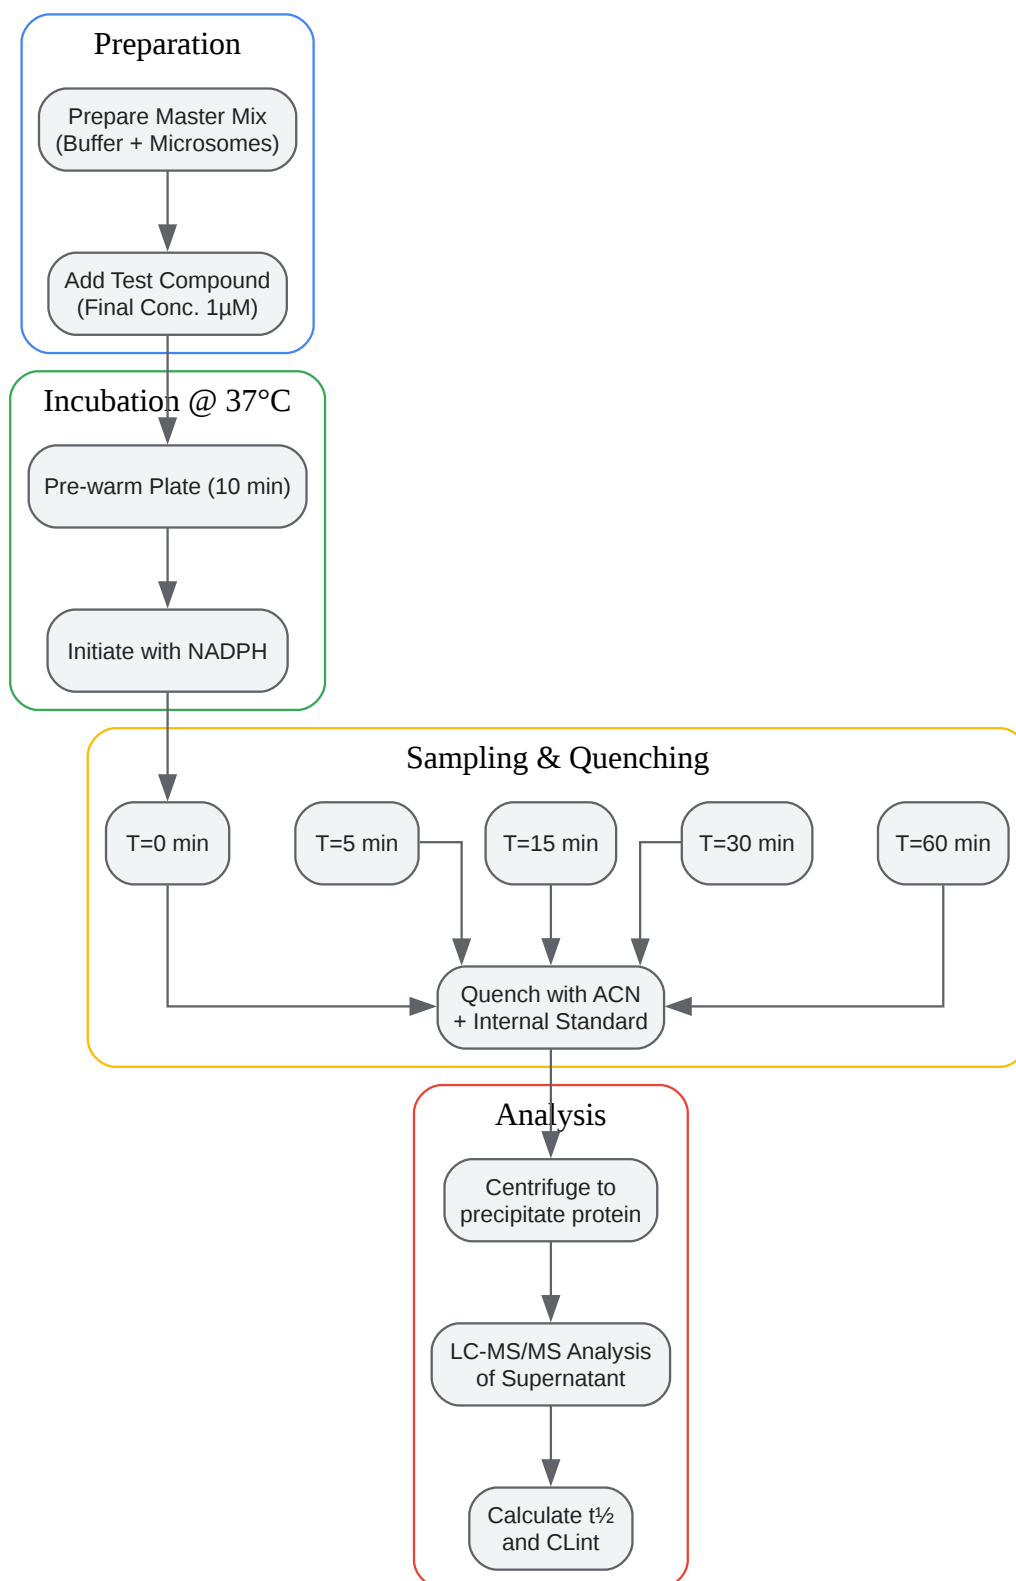 Preparation
Prepare Master Mix
(Buffer + Microsomes)
Add Test Compound
(Final Conc. 1µM)
Incubation @ 37°C
Pre-warm Plate (10 min)
Initiate with NADPH
Sampling & Quenching
T=0 min
T=5 min
T=15 min
T=30 min
T=60 min
Quench with ACN
+ Internal Standard
Analysis
Centrifuge to
precipitate protein
LC-MS/MS Analysis
of Supernatant
Calculate t½
and CLint